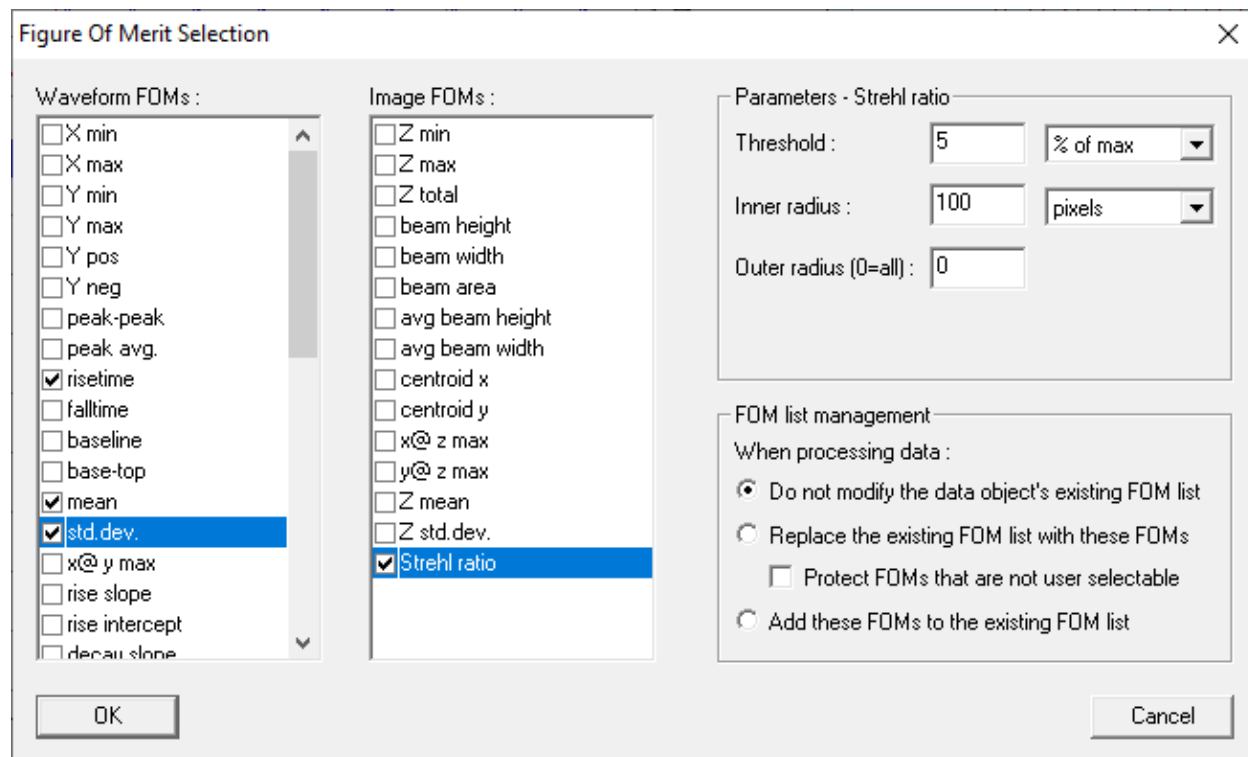 Figure Of Merit Selection
Waveform FOMs :
X min
X max
Y min
Y max
Y pos
Y neg
peak-peak
peak avg.
risetime
falltime
baseline
base-top
mean
std.dev.
x@ y max
rise slope
rise intercept
decay slope
Image FOMs :
Z min
Z max
Z total
beam height
beam width
beam area
avg beam height
avg beam width
centroid x
centroid y
x@ z max
y@ z max
Z mean
Z std.dev.
Strehl ratio
Parameters - Strehl ratio
Threshold : 5 % of max
Inner radius : 100 pixels
Outer radius (0=all) : 0
FOM list management
When processing data :
Do not modify the data object's existing FOM list
Replace the existing FOM list with these FOMs
Protect FOMs that are not user selectable
Add these FOMs to the existing FOM list
OK
Cancel